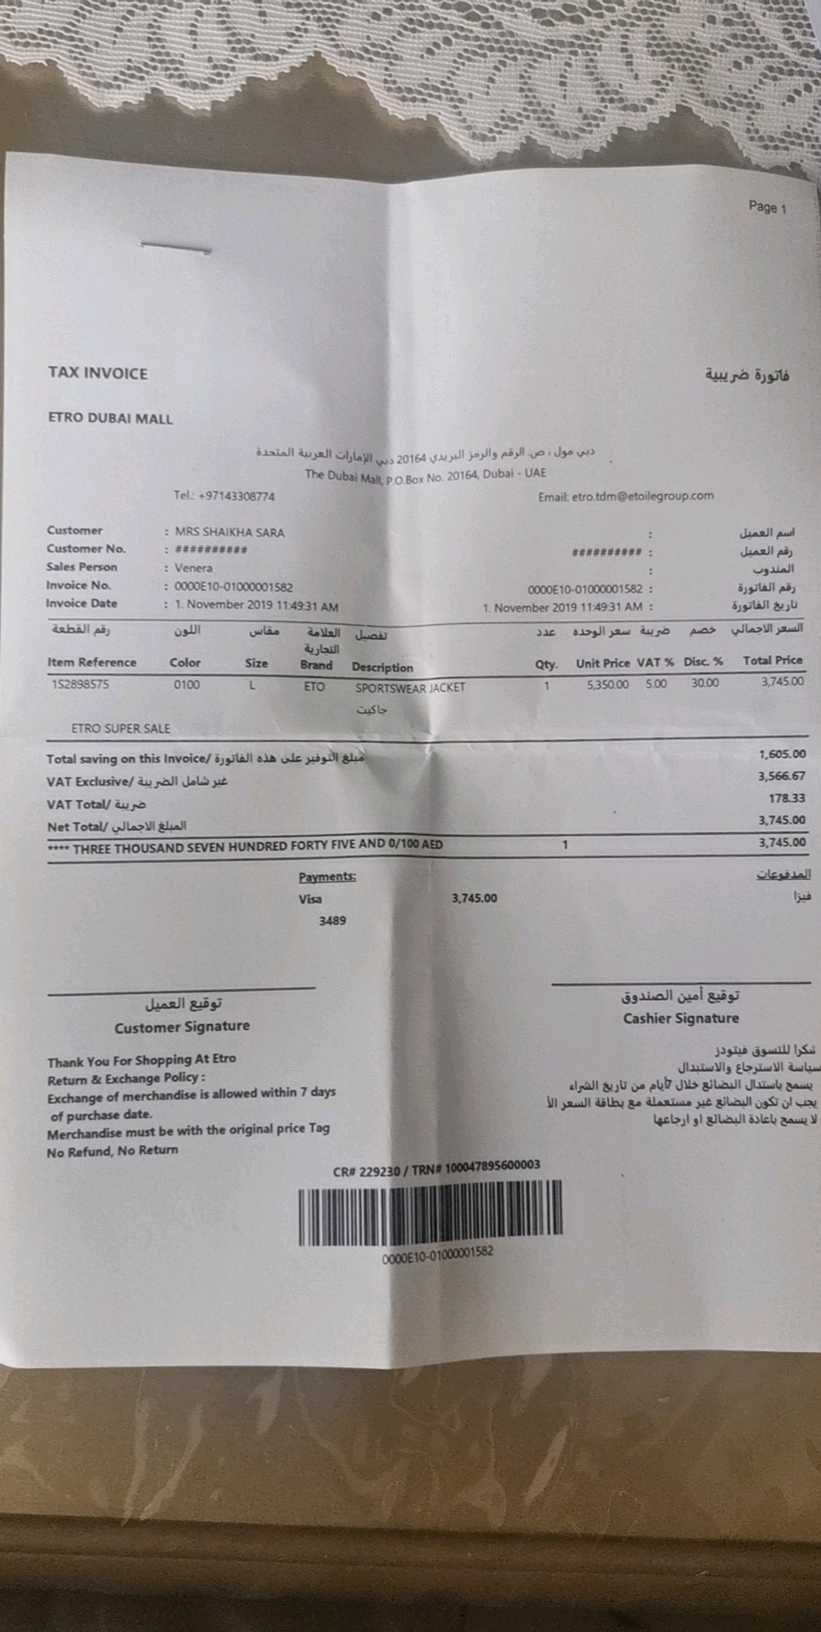 Page 1
TAX INVOICE فاتورة ضريبية
ETRO DUBAI MALL
دبي مول ، ص. الرقم والرمز البريدي 20164 دبي الإمارات العربية المتحدة
The Dubai Mall, P.O.Box No. 20164, Dubai - UAE
Tel.: +97143308774 Email: etro.tdm@etoilegroup.com
Customer : MRS SHAIKHA SARA : اسم العميل
Customer No. : ########## ########## : رقم العميل
Sales Person : Venera : المندوب
Invoice No. : 0000E10-01000001582 0000E10-01000001582 : رقم الفاتورة
Invoice Date : 1. November 2019 11:49:31 AM 1. November 2019 11:49:31 AM : تاريخ الفاتورة
رقم القطعة اللون مقاس العلامة التجارية تفصيل عدد سعر الوحده ضريبة خصم السعر الاجمالي
Item Reference Color Size Brand Description Qty. Unit Price VAT % Disc. % Total Price
152898575 0100 L ETO SPORTSWEAR JACKET 1 5,350.00 5.00 30.00 3,745.00
جاكيت
ETRO SUPER SALE
Total saving on this Invoice/ مبلغ التوفير على هذه الفاتورة 1,605.00
VAT Exclusive/ غير شامل الضريبة 3,566.67
VAT Total/ ضريبة 178.33
Net Total/ المبلغ الاجمالي 3,745.00
**** THREE THOUSAND SEVEN HUNDRED FORTY FIVE AND 0/100 AED 1 3,745.00
Payments: المدفوعات
Visa 3,745.00 فيزا
3489
توقيع العميل توقيع أمين الصندوق
Customer Signature Cashier Signature
Thank You For Shopping At Etro
Return & Exchange Policy :
Exchange of merchandise is allowed within 7 days
of purchase date.
Merchandise must be with the original price Tag
No Refund, No Return
شكرا للتسوق فيتودز
سياسة الاسترجاع والاستبدال
يسمح باستدال البضائع خلال 7أيام من تاريخ الشراء
يجب ان تكون البضائع غير مستعملة مع بطاقة السعر الأ
لا يسمح باعادة البضائع او ارجاعها
CR# 229230 / TRN# 100047895600003
0000E10-01000001582